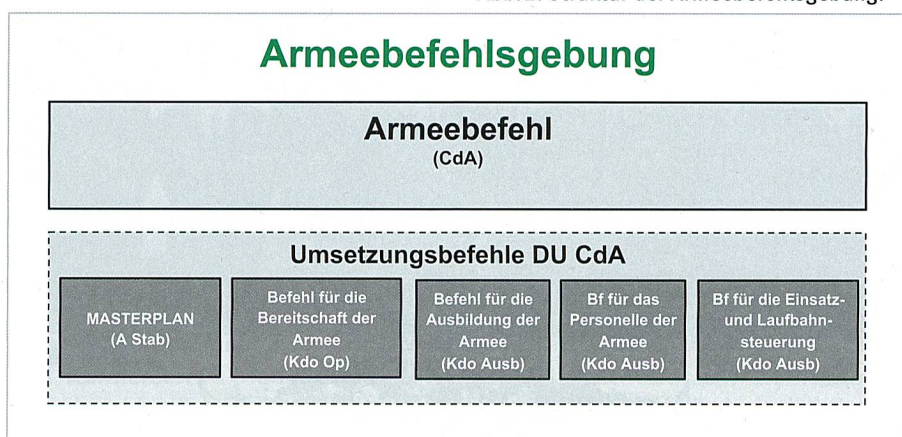 Armeebefehlsgebung
Armeebefehl
(CdA)
Umsetzungsbefehle DU CdA
MASTERPLAN
(A Stab)
Befehl für die
Bereitschaft der
Armee
(Kdo Op)
Befehl für die
Ausbildung der
Armee
(Kdo Ausb)
Bf für das
Personelle der
Armee
(Kdo Ausb)
Bf für die Einsatz-
und Laufbahn-
steuerung
(Kdo Ausb)